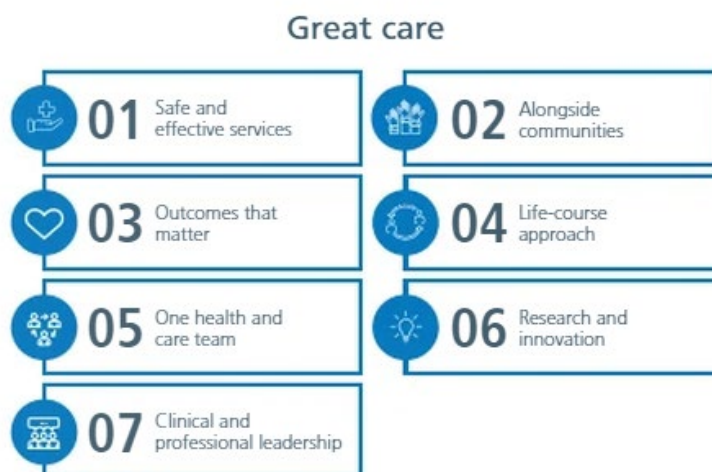 Great care
01 Safe and
effective services
02 Alongside
communities
03 Outcomes that
matter
04 Life-course
approach
05 One health and
care team
06 Research and
innovation
07 Clinical and
professional leadership